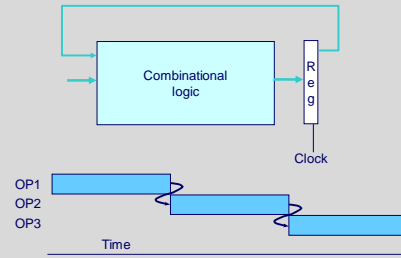 Combinational
logic
R
e
g
Clock
OP1
OP2
OP3
Time